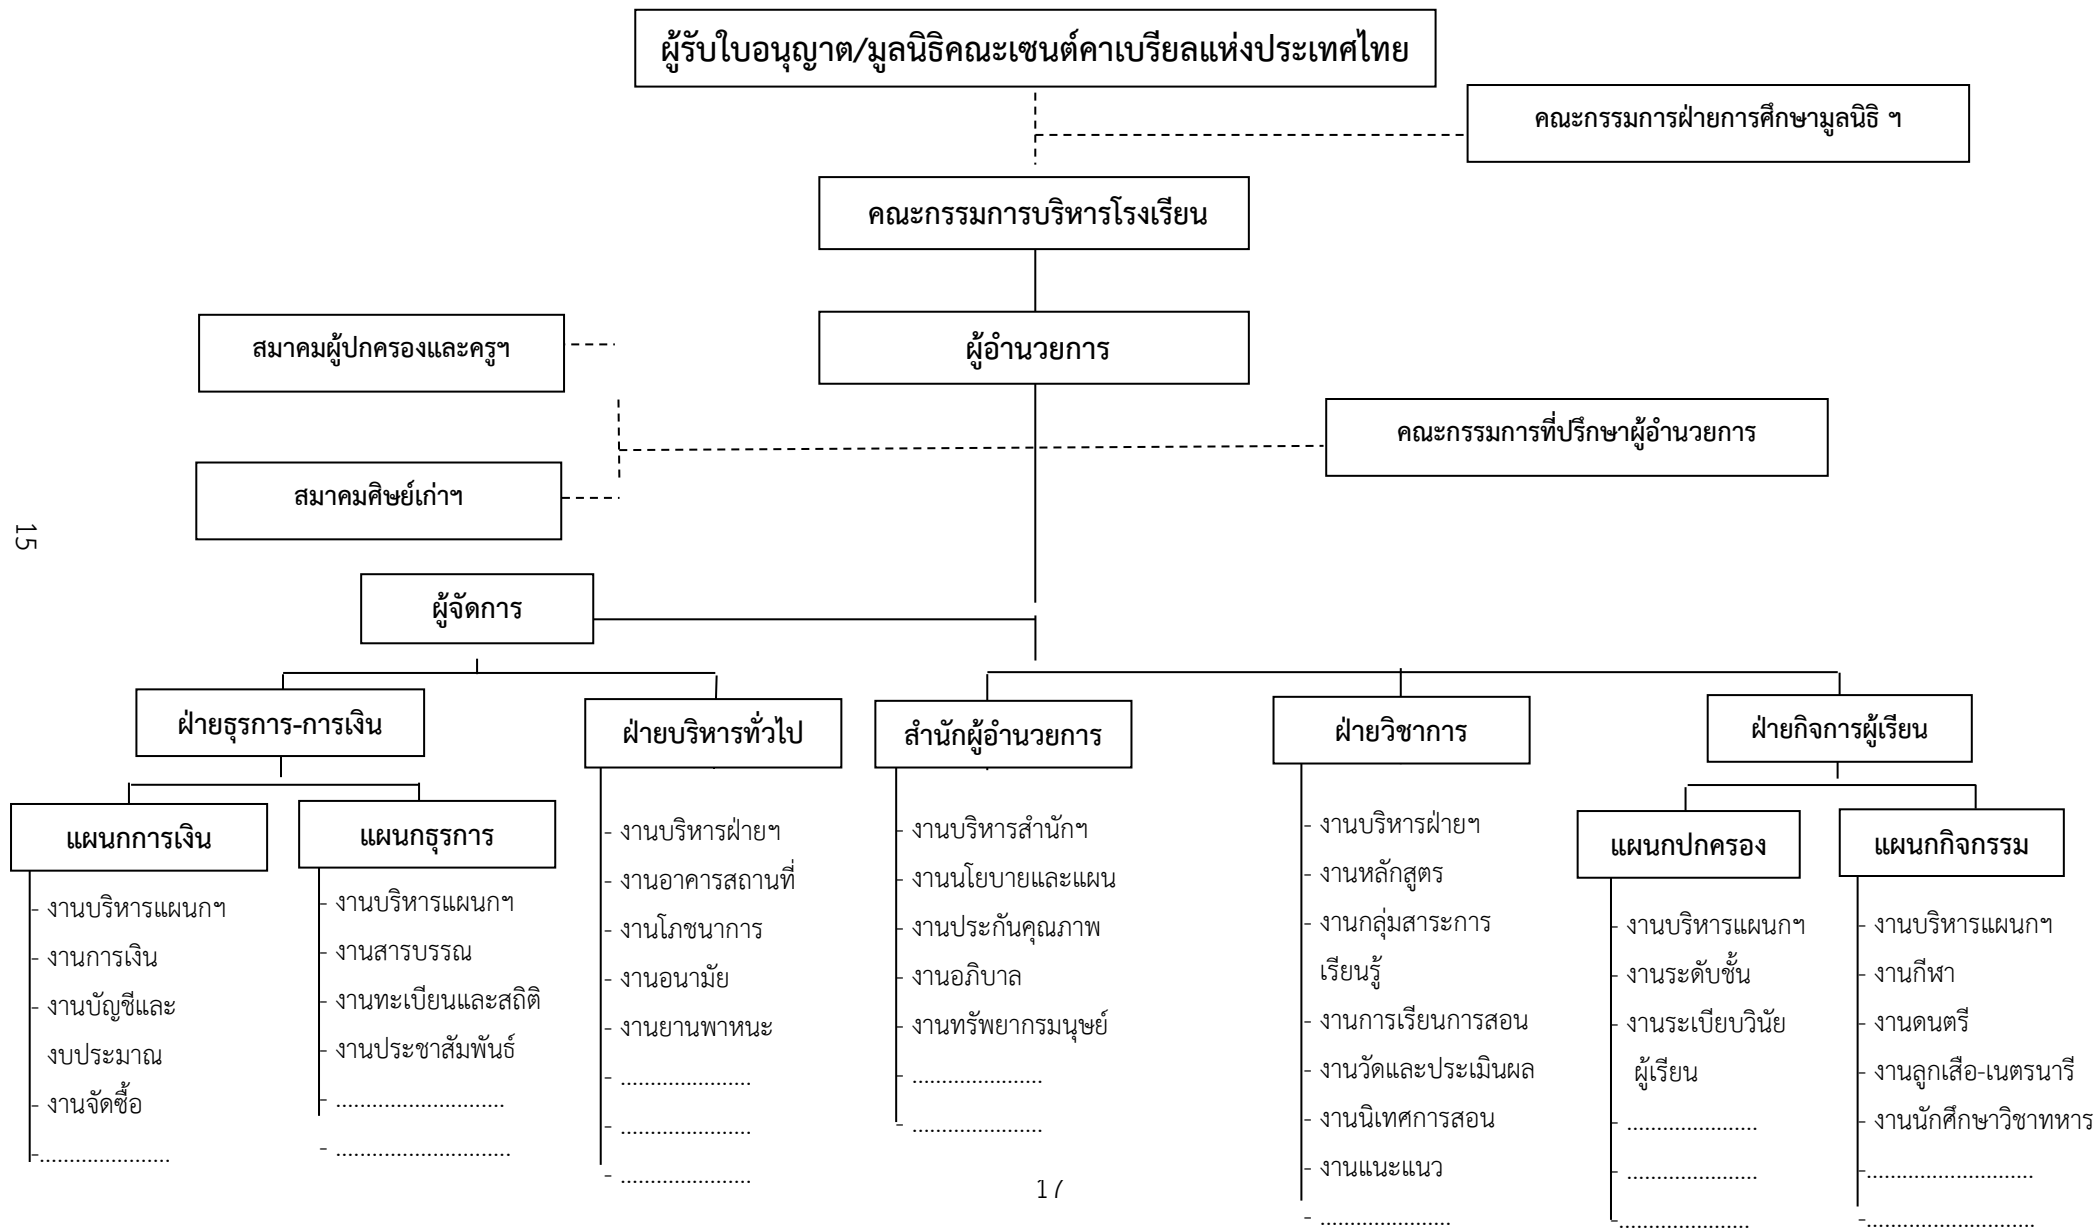 ผู้รับใบอนุญาต/มูลนิธิคณะเซนต์คาเบรียลแห่งประเทศไทย
คณะกรรมการฝ่ายการศึกษามูลนิธิ ฯ
คณะกรรมการบริหารโรงเรียน
สมาคมผู้ปกครองและครูฯ
ผู้อำนวยการ
คณะกรรมการที่ปรึกษาผู้อำนวยการ
สมาคมศิษย์เก่าฯ
15
ผู้จัดการ
ฝ่ายธุรการ-การเงิน
ฝ่ายบริหารทั่วไป
สำนักผู้อำนวยการ
ฝ่ายวิชาการ
ฝ่ายกิจการผู้เรียน
แผนกการเงิน
- งานบริหารแผนกฯ
- งานการเงิน
- งานบัญชีและ
งบประมาณ
- งานจัดซื้อ
-......................
แผนกธุรการ
- งานบริหารแผนกฯ
- งานสารบรรณ
- งานทะเบียนและสถิติ
- งานประชาสัมพันธ์
- ............................
- .............................
- งานบริหารฝ่ายฯ
- งานอาคารสถานที่
- งานโภชนาการ
- งานอนามัย
- งานยานพาหนะ
- ......................
- ......................
- ......................
- งานบริหารสำนักฯ
- งานนโยบายและแผน
- งานประกันคุณภาพ
- งานอภิบาล
- งานทรัพยากรมนุษย์
- ......................
- ......................
- งานบริหารฝ่ายฯ
- งานหลักสูตร
- งานกลุ่มสาระการ
เรียนรู้
- งานการเรียนการสอน
- งานวัดและประเมินผล
- งานนิเทศการสอน
- งานแนะแนว
- ......................
แผนกปกครอง
- งานบริหารแผนกฯ
- งานระดับชั้น
- งานระเบียบวินัย
ผู้เรียน
- ......................
- ......................
-......................
แผนกกิจกรรม
- งานบริหารแผนกฯ
- งานกีฬา
- งานดนตรี
- งานลูกเสือ-เนตรนารี
- งานนักศึกษาวิชาทหาร
-............................
-............................
17